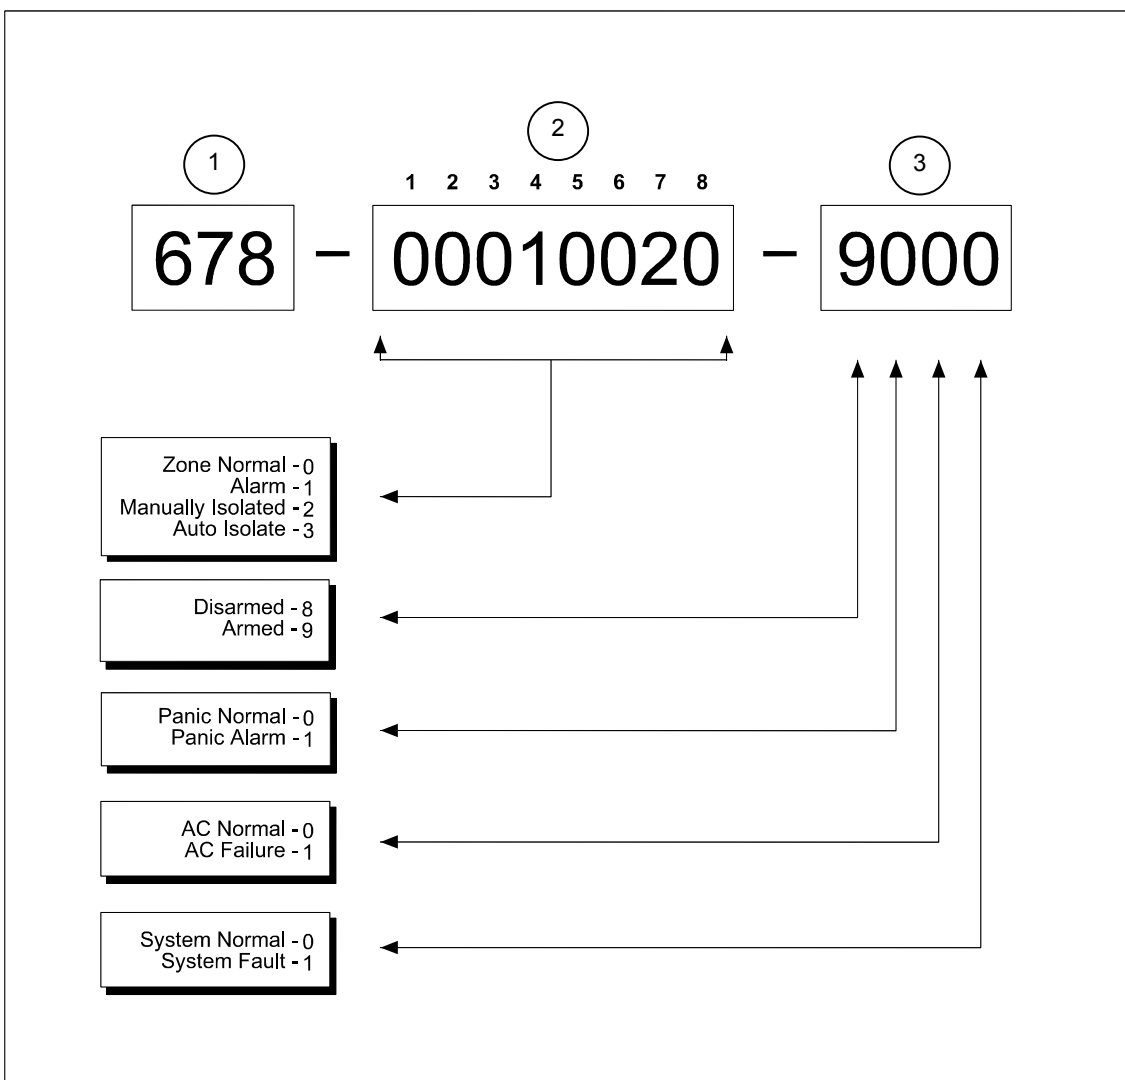 1
2
3
1 2 3 4 5 6 7 8
678 - 00010020 - 9000
Zone Normal - 0
Alarm - 1
Manually Isolated - 2
Auto Isolate - 3
Disarmed - 8
Armed - 9
Panic Normal - 0
Panic Alarm - 1
AC Normal - 0
AC Failure - 1
System Normal - 0
System Fault - 1